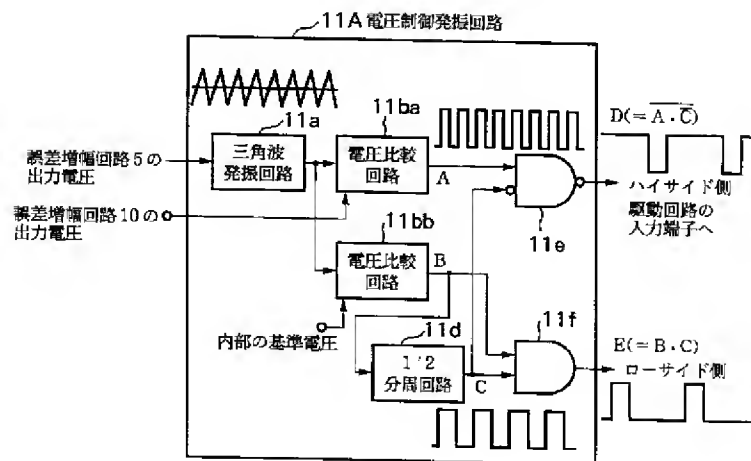 11A 電圧制御発振回路
11a
11ba
D(=A·C̅)
三角波
発振回路
電圧比較
回路
誤差増幅回路5の
出力電圧
A
11e
ハイサイド側
駆動回路の
入力端子へ
誤差増幅回路10の
出力電圧
11bb
電圧比較
回路
B
内部の基準電圧
11d
11f
E(=B·C)
1/2
分周回路
C
ローサイド側